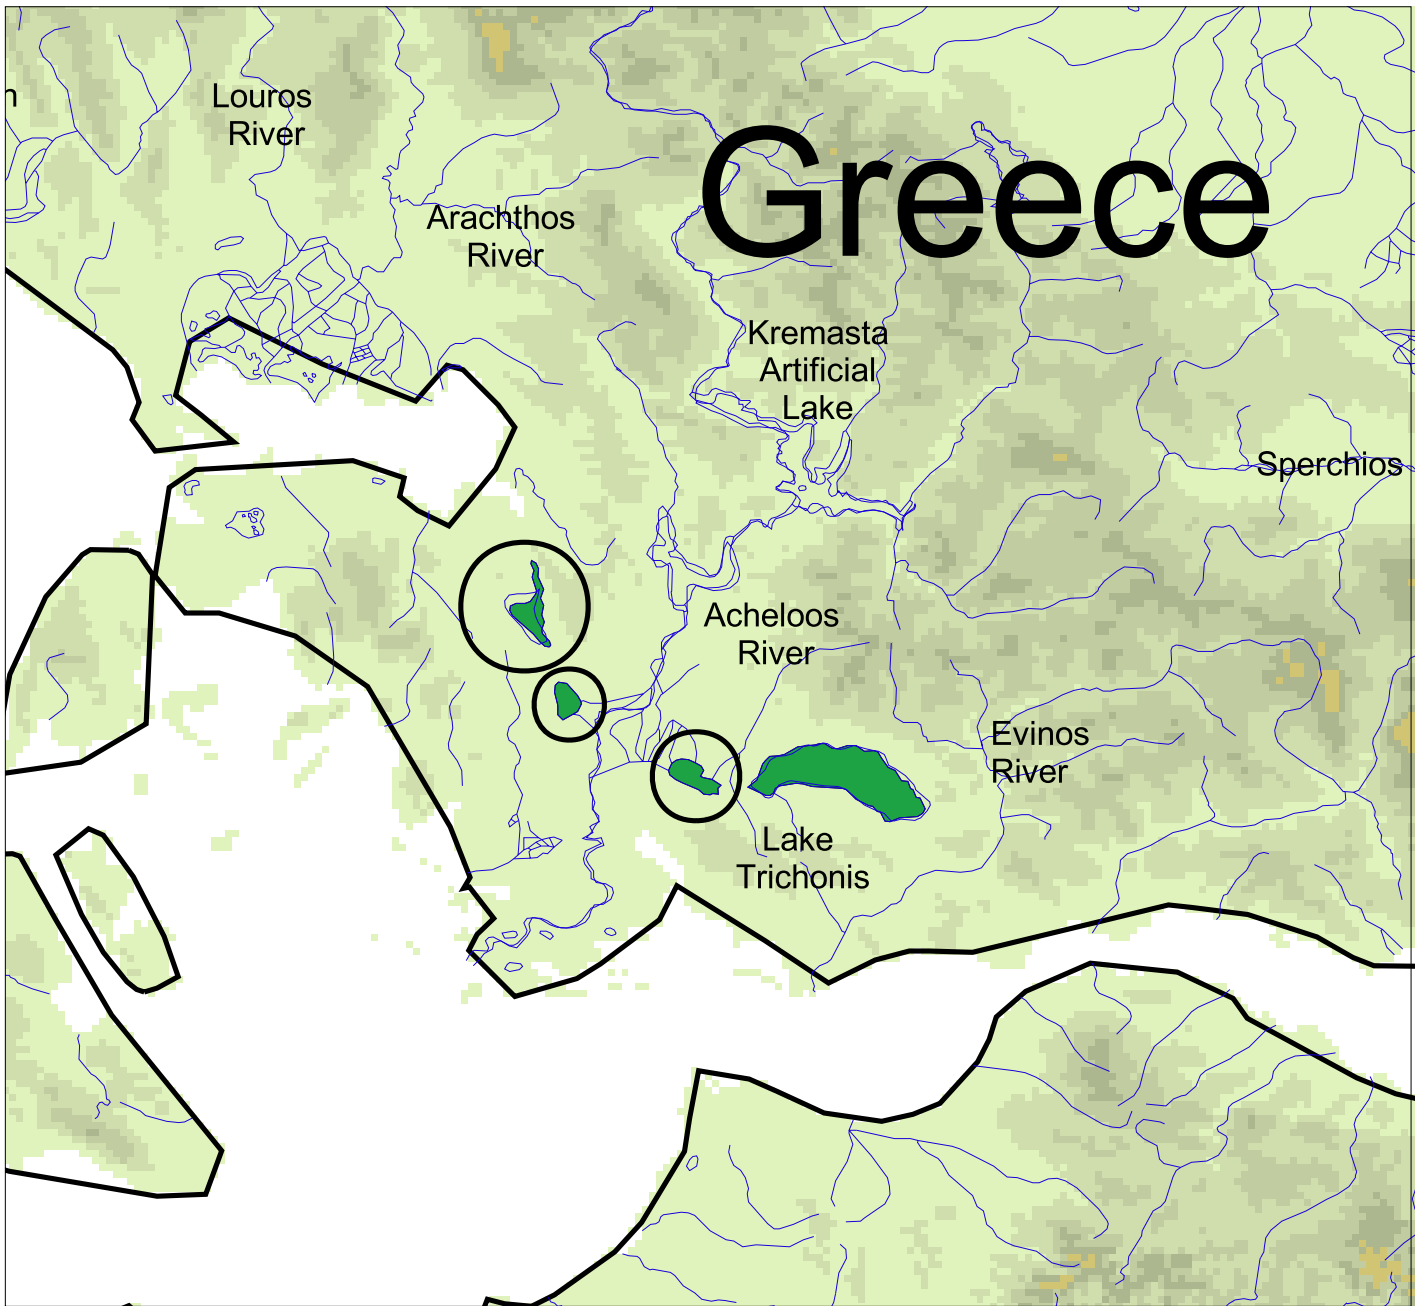 n
Louros
River
Greece
Arachthos
River
Kremasta
Artificial
Lake
Sperchios
Acheloos
River
Evinos
River
Lake
Trichonis